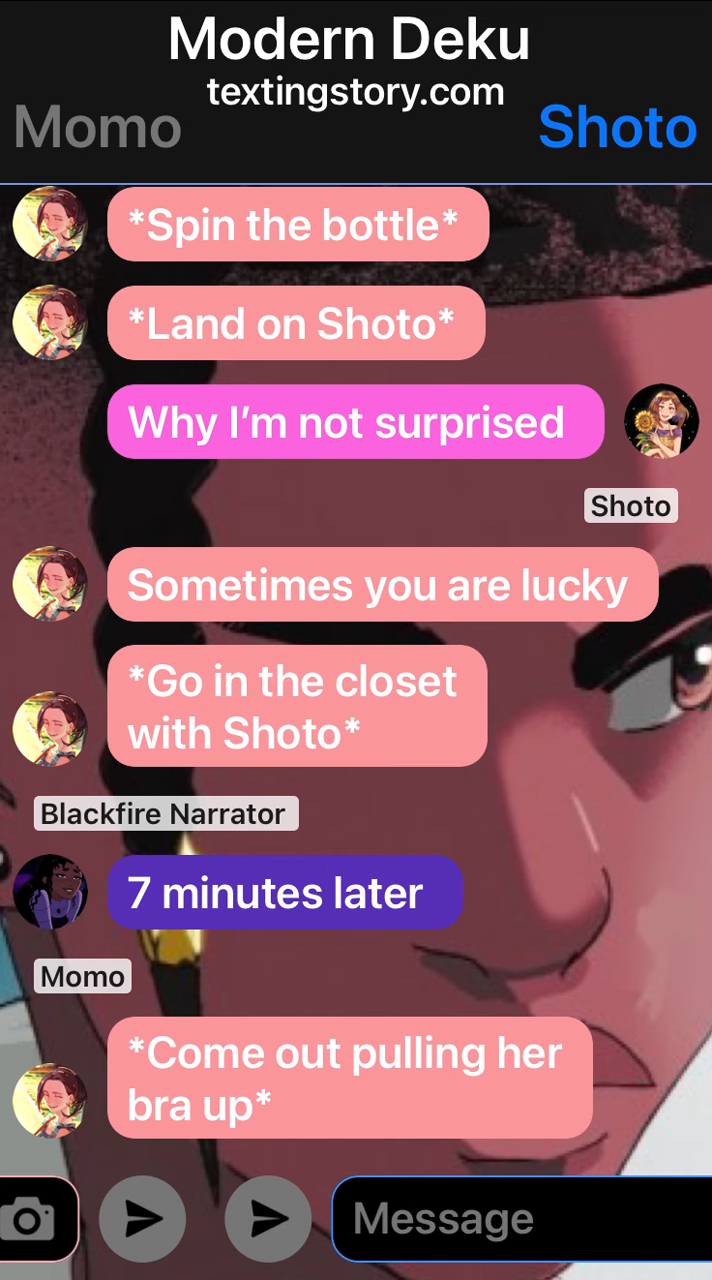 Modern Deku
textingstory.com
Momo
Shoto
*Spin the bottle*
*Land on Shoto*
Why I’m not surprised
Shoto
Sometimes you are lucky
*Go in the closet
with Shoto*
Blackfire Narrator
7 minutes later
Momo
*Come out pulling her
bra up*
Message